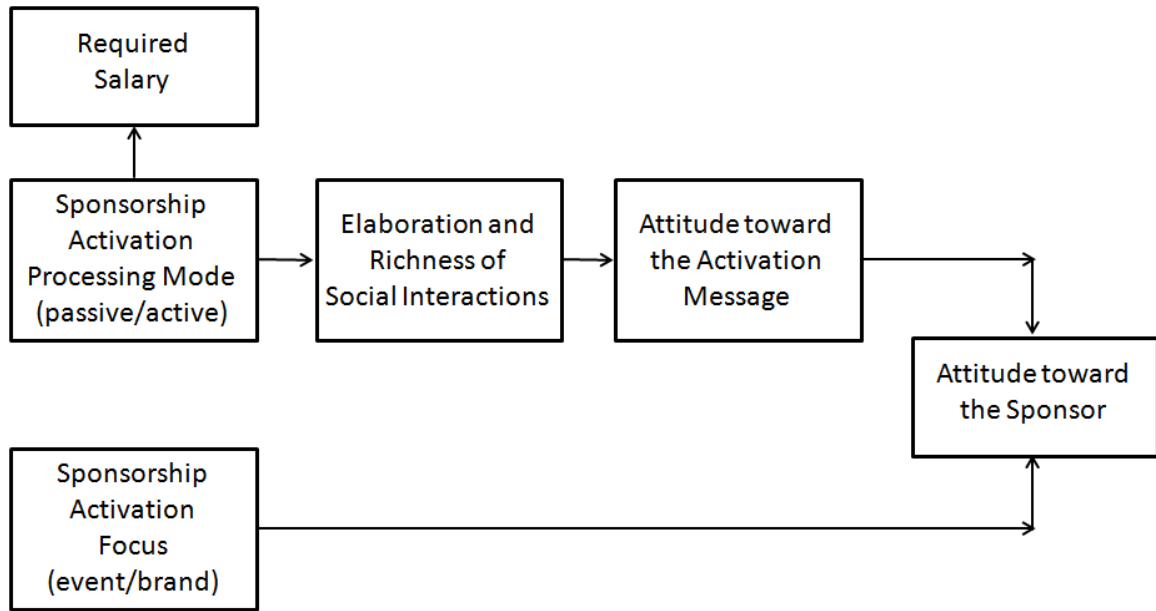 Required
Salary
Sponsorship
Activation
Processing Mode
(passive/active)
Elaboration and
Richness of
Social Interactions
Attitude toward
the Activation
Message
Attitude toward
the Sponsor
Sponsorship
Activation
Focus
(event/brand)